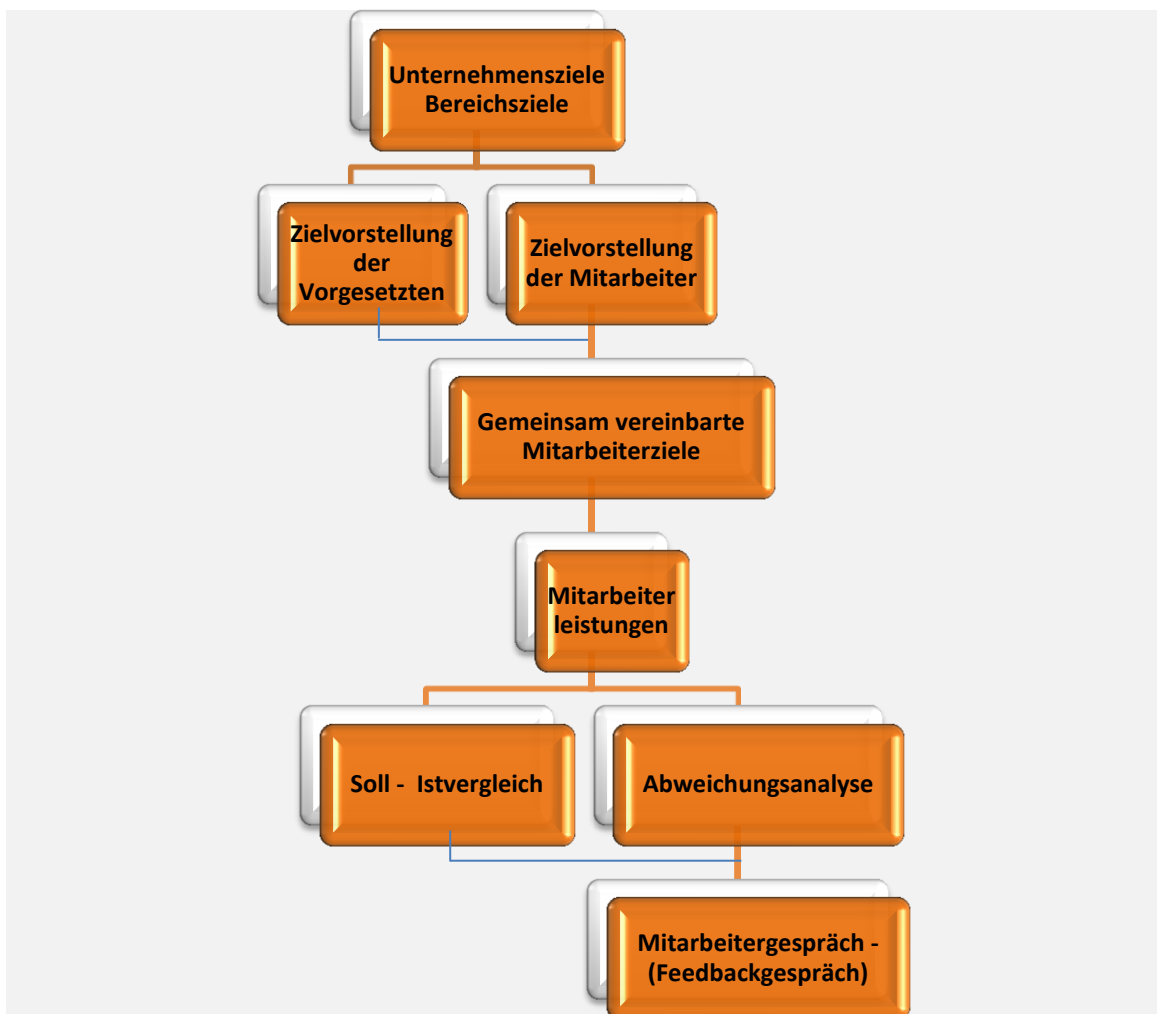 Unternehmensziele
Bereichsziele
Zielvorstellung
der
Vorgesetzten
Zielvorstellung
der Mitarbeiter
Gemeinsam vereinbarte
Mitarbeiterziele
Mitarbeiter
leistungen
Soll -  Istvergleich
Abweichungsanalyse
Mitarbeitergespräch -
(Feedbackgespräch)